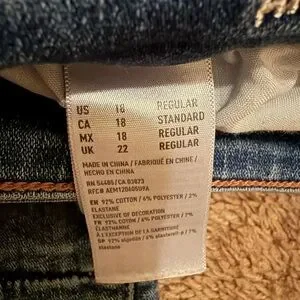 US 18 REGULAR
CA 18 STANDARD
MX 18 REGULAR
UK 22 REGULAR
MADE IN CHINA / FABRIQUÉ EN CHINE /
HECHO EN CHINA
RN 54485/CA 03873
RFC# AEM12060509A
EN 92% COTTON / 6% POLYESTER / 2%
ELASTANE
EXCLUSIVE OF DECORATION
FR 92% COTON / 6% POLYESTER / 2%
ÉLASTHANNE
À L'EXCEPTION DE LA GARNITURE
SP 92% algodón / 6%
elastano